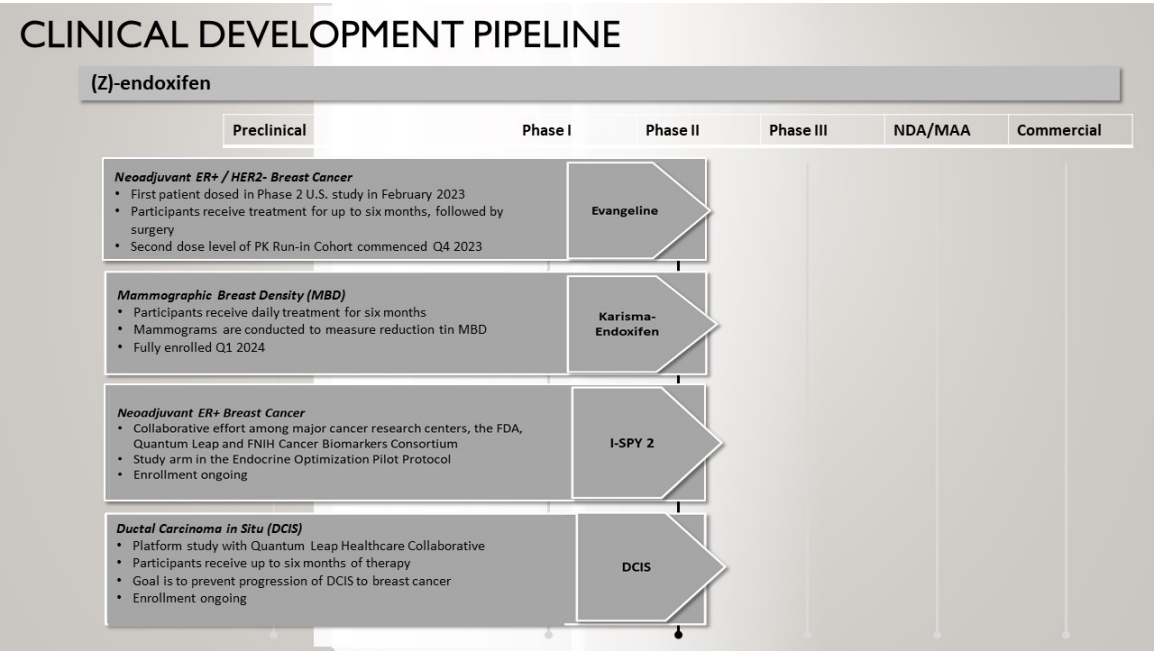 CLINICAL DEVELOPMENT PIPELINE
(Z)-endoxifen
Preclinical Phase I Phase II Phase III NDA/MAA Commercial
Neoadjuvant ER+ / HER2- Breast Cancer
• First patient dosed in Phase 2 U.S. study in February 2023
• Participants receive treatment for up to six months, followed by
surgery
• Second dose level of PK Run-in Cohort commenced Q4 2023
Evangeline
Mammographic Breast Density (MBD)
• Participants receive daily treatment for six months
• Mammograms are conducted to measure reduction tin MBD
• Fully enrolled Q1 2024
Karisma-
Endoxifen
Neoadjuvant ER+ Breast Cancer
• Collaborative effort among major cancer research centers, the FDA,
Quantum Leap and FNIH Cancer Biomarkers Consortium
• Study arm in the Endocrine Optimization Pilot Protocol
• Enrollment ongoing
I-SPY 2
Ductal Carcinoma in Situ (DCIS)
• Platform study with Quantum Leap Healthcare Collaborative
• Participants receive up to six months of therapy
• Goal is to prevent progression of DCIS to breast cancer
• Enrollment ongoing
DCIS